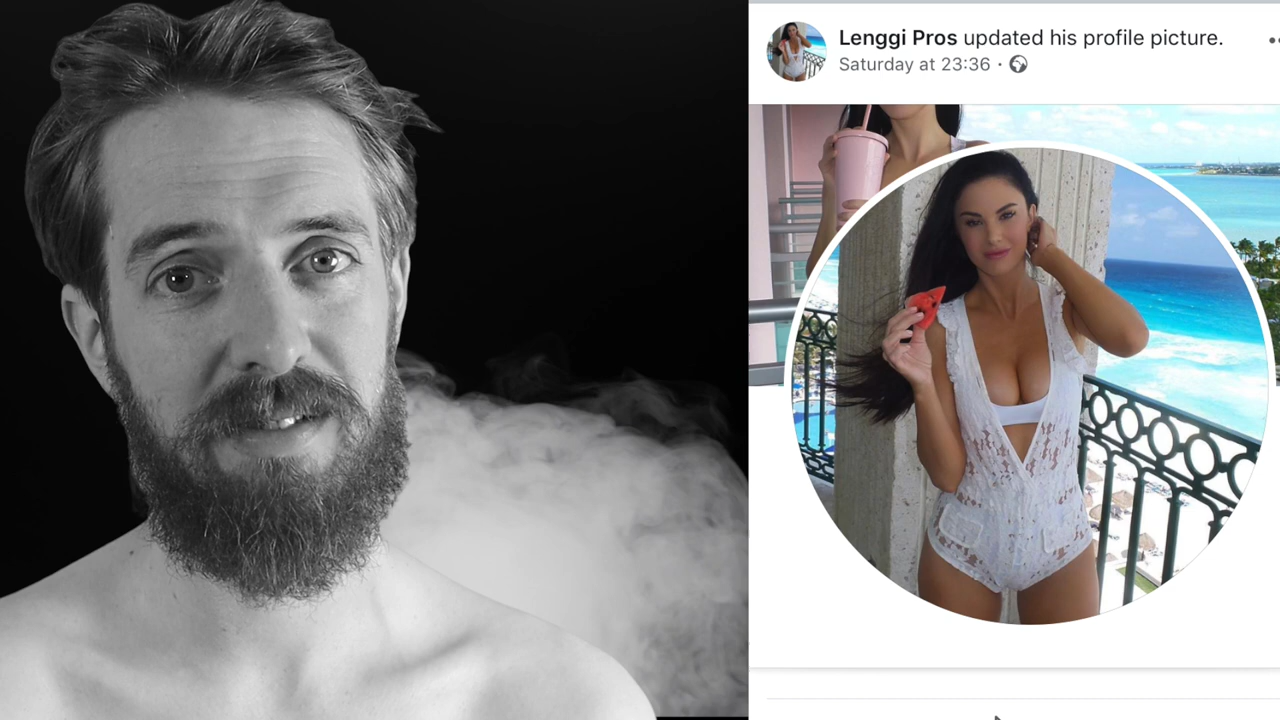 Lenggi Pros updated his profile picture.
Saturday at 23:36 ·